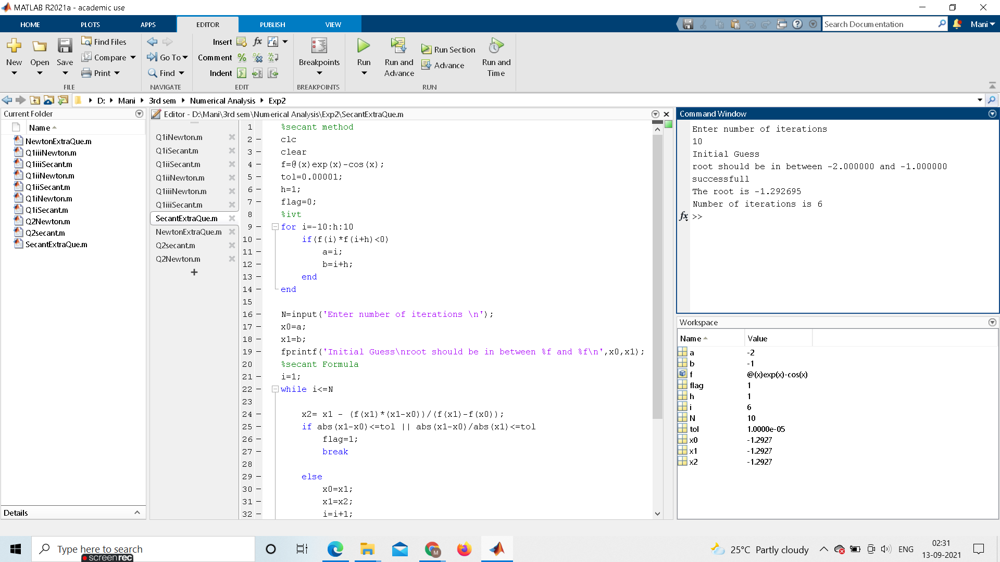 MATLAB R2021a - academic use
HOME PLOTS APPS EDITOR PUBLISH VIEW
Search Documentation
Mani
New
Open
Save
Find Files
Compare
Print
FILE
Go To
Find
NAVIGATE
Insert
fx
Comment
Indent
EDIT
Breakpoints
BREAKPOINTS
Run
Run and Advance
Run Section
Advance
Run and Time
RUN
D: Mani 3rd sem Numerical Analysis Exp2
Current Folder
Name
NewtonExtraQue.m
Q1iiiNewton.m
Q1iiiSecant.m
Q1iiNewton.m
Q1iiSecant.m
Q1iNewton.m
Q1iSecant.m
Q2Newton.m
Q2secant.m
SecantExtraQue.m
Details
Editor - D:\Mani\3rd sem\Numerical Analysis\Exp2\SecantExtraQue.m
Q1iNewton.m
Q1iSecant.m
Q1iiSecant.m
Q1iiNewton.m
Q1iiiNewton.m
Q1iiiSecant.m
SecantExtraQue.m
NewtonExtraQue.m
Q2secant.m
Q2Newton.m
1 %secant method
2 clc
3 clear
4 f=@(x)exp(x)-cos(x);
5 tol=0.00001;
6 h=1;
7 flag=0;
8 %ivt
9 for i=-10:h:10
10 if(f(i)*f(i+h)<0)
11 a=i;
12 b=i+h;
13 end
14 end
15
16 N=input('Enter number of iterations \n');
17 x0=a;
18 x1=b;
19 fprintf('Initial Guess\nroot should be in between %f and %f\n',x0,x1);
20 %secant Formula
21 i=1;
22 while i<=N
23
24 x2= x1 - (f(x1)*(x1-x0))/(f(x1)-f(x0));
25 if abs(x1-x0)<=tol || abs(x1-x0)/abs(x1)<=tol
26 flag=1;
27 break
28
29 else
30 x0=x1;
31 x1=x2;
32 i=i+1;
Command Window
Enter number of iterations
10
Initial Guess
root should be in between -2.000000 and -1.000000
successfull
The root is -1.292695
Number of iterations is 6
fx >>
Workspace
Name Value
a -2
b -1
f @(x)exp(x)-cos(x)
flag 1
h 1
i 6
N 10
tol 1.0000e-05
x0 -1.2927
x1 -1.2927
x2 -1.2927
Type here to search
screenrec
M
25°C Partly cloudy
ENG
02:31
13-09-2021